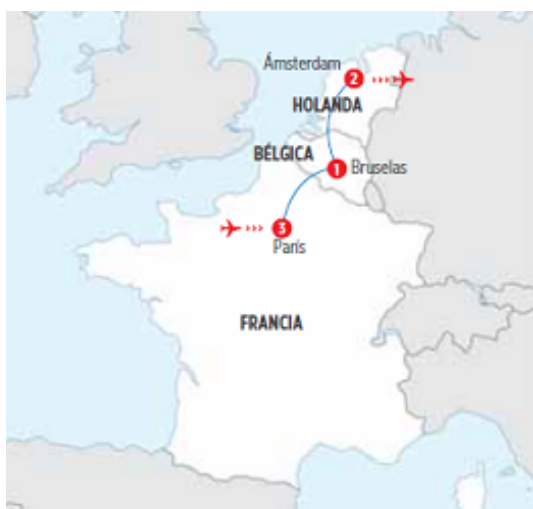 Ámsterdam
2
HOLANDA
BÉLGICA
1 Bruselas
3
París
FRANCIA